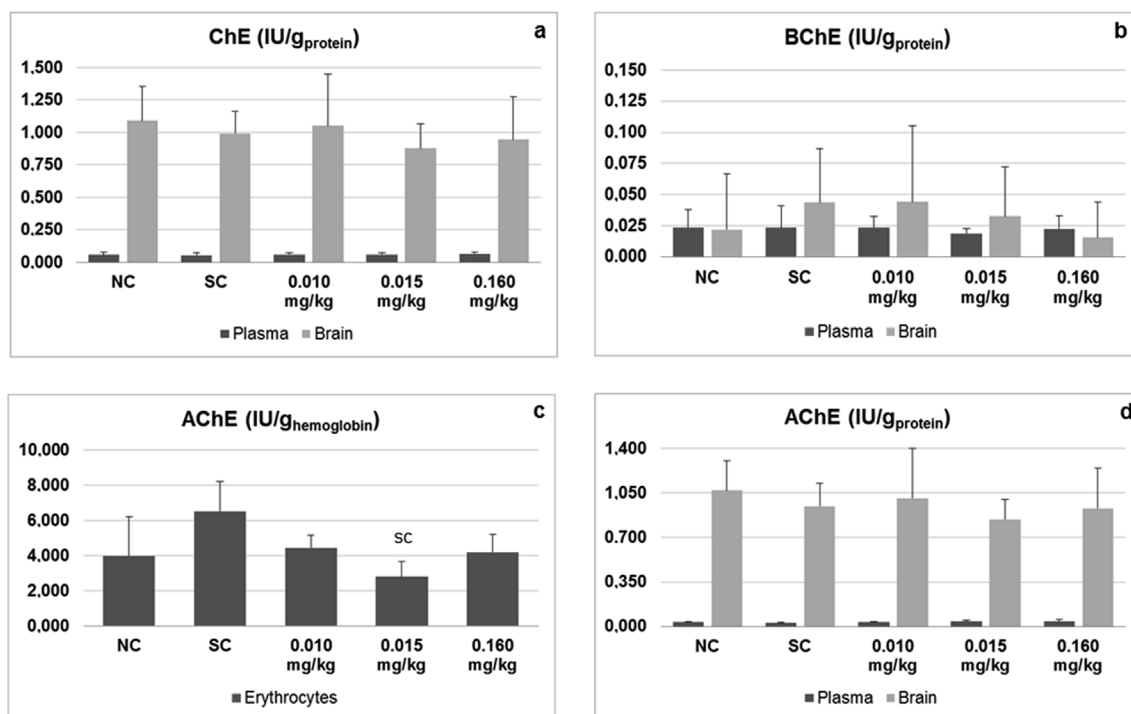 ChE (IU/gprotein)
a
1,500
1,250
1,000
0,750
0,500
0,250
0,000
NC SC 0.010 mg/kg 0.015 mg/kg 0.160 mg/kg
Plasma Brain
BChE (IU/gprotein)
b
0,150
0,125
0,100
0,075
0,050
0,025
0,000
NC SC 0.010 mg/kg 0.015 mg/kg 0.160 mg/kg
Plasma Brain
AChE (IU/ghemoglobin)
c
10,000
8,000
6,000
4,000
2,000
0,000
SC
NC SC 0.010 mg/kg 0.015 mg/kg 0.160 mg/kg
Erythrocytes
AChE (IU/gprotein)
d
1,400
1,050
0,700
0,350
0,000
NC SC 0.010 mg/kg 0.015 mg/kg 0.160 mg/kg
Plasma Brain